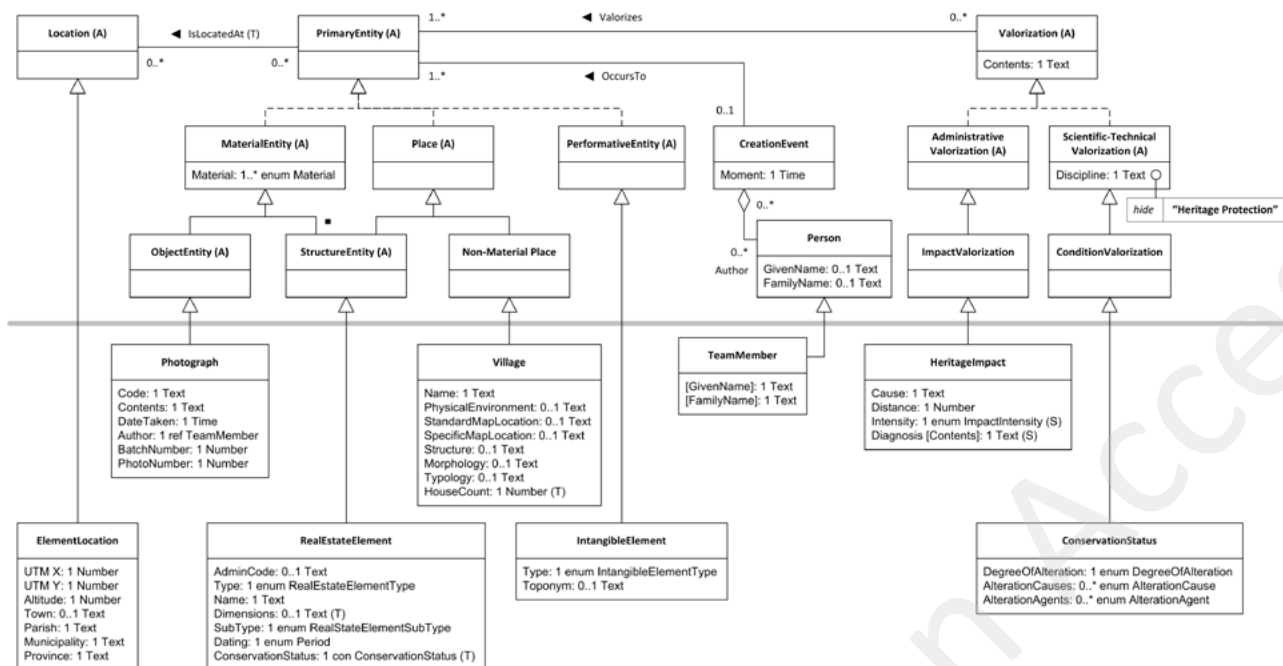 Location (A)
◄ IsLocatedAt (T)
0..*
0..*
PrimaryEntity (A)
1..*
◄ Valorizes
0..*
1..*
◄ OccursTo
0..1
Valorization (A)
Contents: 1 Text
MaterialEntity (A)
Material: 1..* enum Material
Place (A)
PerformativeEntity (A)
CreationEvent
Moment: 1 Time
0..*
0..*
Author
Administrative
Valorization (A)
Scientific-Technical
Valorization (A)
Discipline: 1 Text
hide
“Heritage Protection”
ObjectEntity (A)
StructureEntity (A)
Non-Material Place
Person
GivenName: 0..1 Text
FamilyName: 0..1 Text
ImpactValorization
ConditionValorization
Photograph
Code: 1 Text
Contents: 1 Text
DateTaken: 1 Time
Author: 1 ref TeamMember
BatchNumber: 1 Number
PhotoNumber: 1 Number
Village
Name: 1 Text
PhysicalEnvironment: 0..1 Text
StandardMapLocation: 0..1 Text
SpecificMapLocation: 0..1 Text
Structure: 0..1 Text
Morphology: 0..1 Text
Typology: 0..1 Text
HouseCount: 1 Number (T)
TeamMember
[GivenName]: 1 Text
[FamilyName]: 1 Text
HeritageImpact
Cause: 1 Text
Distance: 1 Number
Intensity: 1 enum ImpactIntensity (S)
Diagnosis [Contents]: 1 Text (S)
ElementLocation
UTM X: 1 Number
UTM Y: 1 Number
Altitude: 1 Number
Town: 0..1 Text
Parish: 1 Text
Municipality: 1 Text
Province: 1 Text
RealEstateElement
AdminCode: 0..1 Text
Type: 1 enum RealEstateElementType
Name: 1 Text
Dimensions: 0..1 Text (T)
SubType: 1 enum RealStateElementSubType
Dating: 1 enum Period
ConservationStatus: 1 con ConservationStatus (T)
IntangibleElement
Type: 1 enum IntangibleElementType
Toponym: 0..1 Text
ConservationStatus
DegreeOfAlteration: 1 enum DegreeOfAlteration
AlterationCauses: 0..* enum AlterationCause
AlterationAgents: 0..* enum AlterationAgent